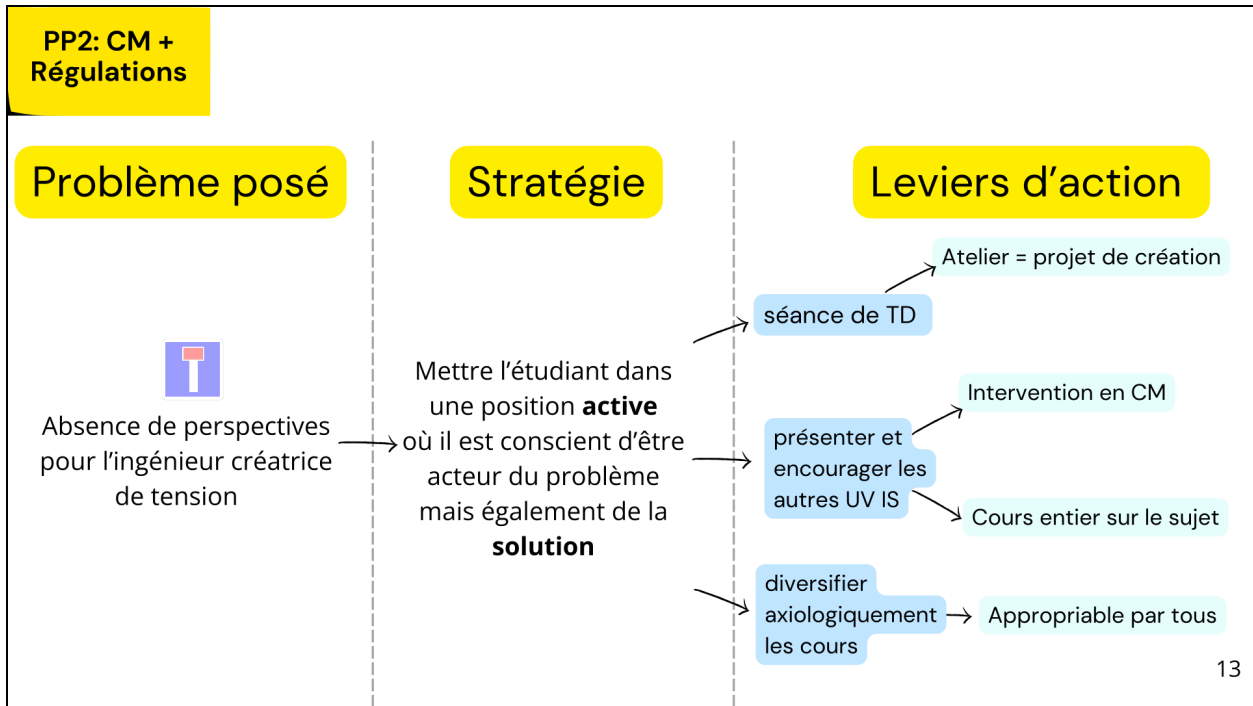 PP2: CM +
Régulations
Problème posé
Stratégie
Leviers d'action
Absence de perspectives
pour l'ingénieur créatrice
de tension
Mettre l'étudiant dans
une position active
où il est conscient d'être
acteur du problème
mais également de la
solution
séance de TD
Atelier = projet de création
présenter et
encourager les
autres UV IS
Intervention en CM
Cours entier sur le sujet
diversifier
axiologiquement
les cours
Appropriable par tous
13